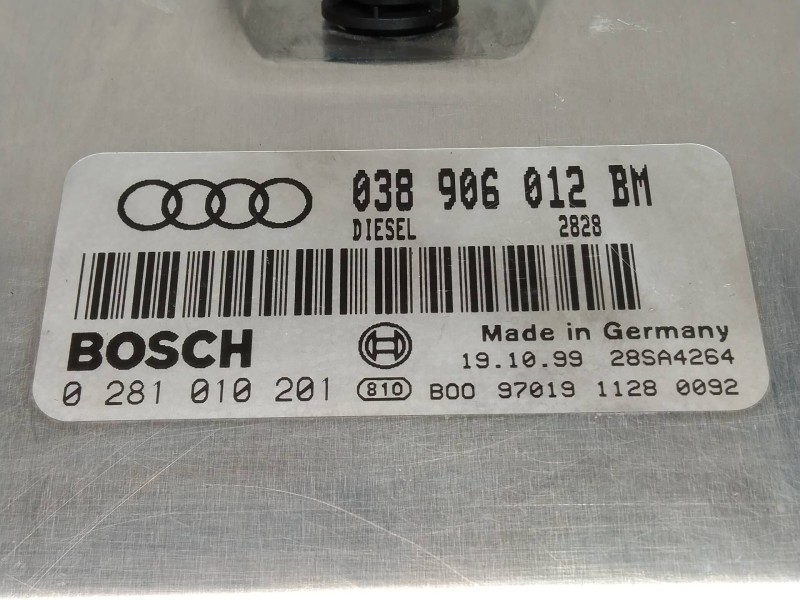 038 906 012 BM
DIESEL 2828
BOSCH
Made in Germany
19.10.99 28SA4264
0 281 010 201 810 B00 97019 1128 0092